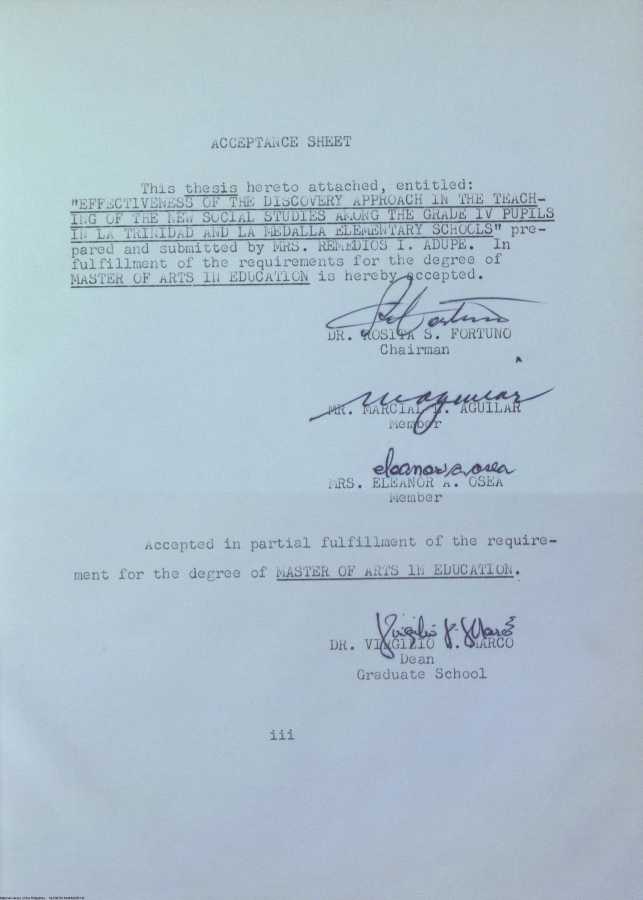 ACCEPTANCE SHEET
This thesis hereto attached, entitled:
"EFFECTIVENESS OF THE DISCOVERY APPROACH IN THE TEACH-
ING OF THE NEW SOCIAL STUDIES AMONG THE GRADE IV PUPILS
IN LA TRINIDAD AND LA MEDALLA ELEMENTARY SCHOOLS" pre-
pared and submitted by MRS. REMEDIOS I. ADUPE. In
fulfillment of the requirements for the degree of
MASTER OF ARTS IN EDUCATION is hereby accepted.
DR. ROSITA S. FORTUNO
Chairman
MR. MARCIAL AGUILAR
Member
eleanor a. osea
MRS. ELEANOR A. OSEA
Member
Accepted in partial fulfillment of the require-
ment for the degree of MASTER OF ARTS IN EDUCATION.
DR. VIRGILIO MARCO
Dean
Graduate School
iii